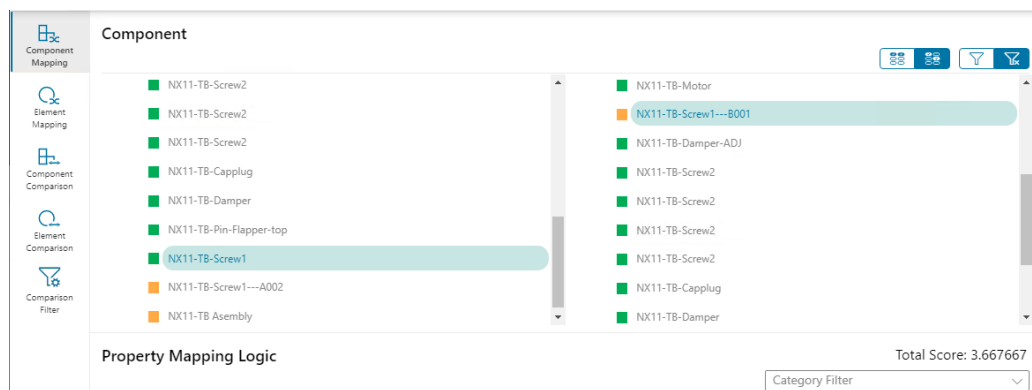 Component
Mapping
Element
Mapping
Component
Comparison
Element
Comparison
Comparison
Filter
Component
NX11-TB-Screw2
NX11-TB-Screw2
NX11-TB-Screw2
NX11-TB-Capplug
NX11-TB-Damper
NX11-TB-Pin-Flapper-top
NX11-TB-Screw1
NX11-TB-Screw1---A002
NX11-TB Asembly
NX11-TB-Motor
NX11-TB-Screw1---B001
NX11-TB-Damper-ADJ
NX11-TB-Screw2
NX11-TB-Screw2
NX11-TB-Screw2
NX11-TB-Screw2
NX11-TB-Capplug
NX11-TB-Damper
Property Mapping Logic
Total Score: 3.667667
Category Filter